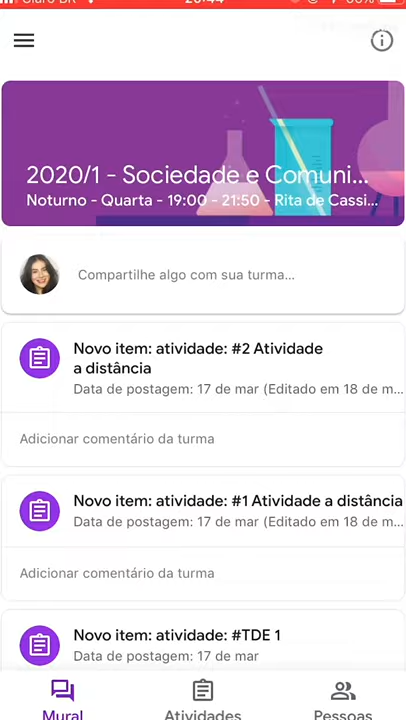 2020/1 - Sociedade e Comuni...
Noturno - Quarta - 19:00 - 21:50 - Rita de Cassi...
Compartilhe algo com sua turma...
Novo item: atividade: #2 Atividade
a distância
Data de postagem: 17 de mar (Editado em 18 de m...
Adicionar comentário da turma
Novo item: atividade: #1 Atividade a distância
Data de postagem: 17 de mar (Editado em 18 de m...
Adicionar comentário da turma
Novo item: atividade: #TDE 1
Data de postagem: 17 de mar
Mural
Atividades
Pessoas